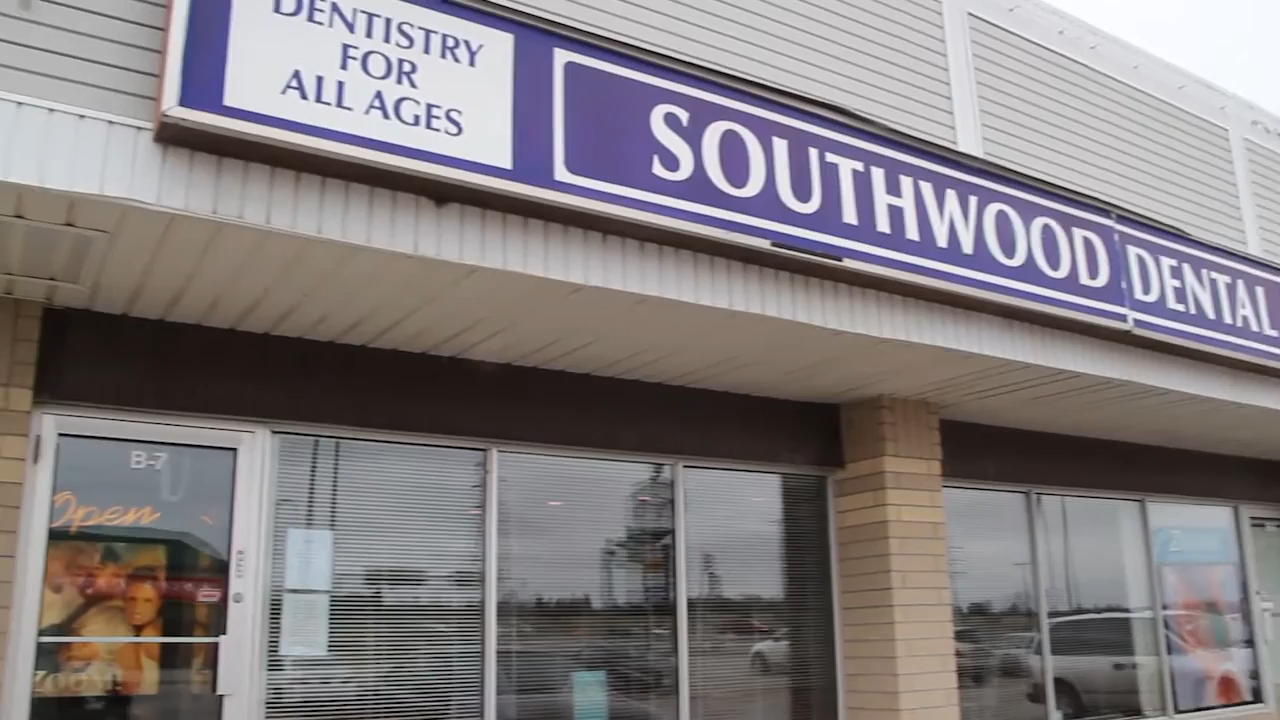 DENTISTRY
FOR
ALL AGES
SOUTHWOOD DENTAL
B-7
Open
ZOOM!